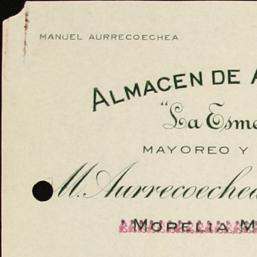 MANUEL AURRECOECHEA
ALMACEN DE A
"La Esme
MAYOREO Y
M. Aurrecoechea
MORELIA M